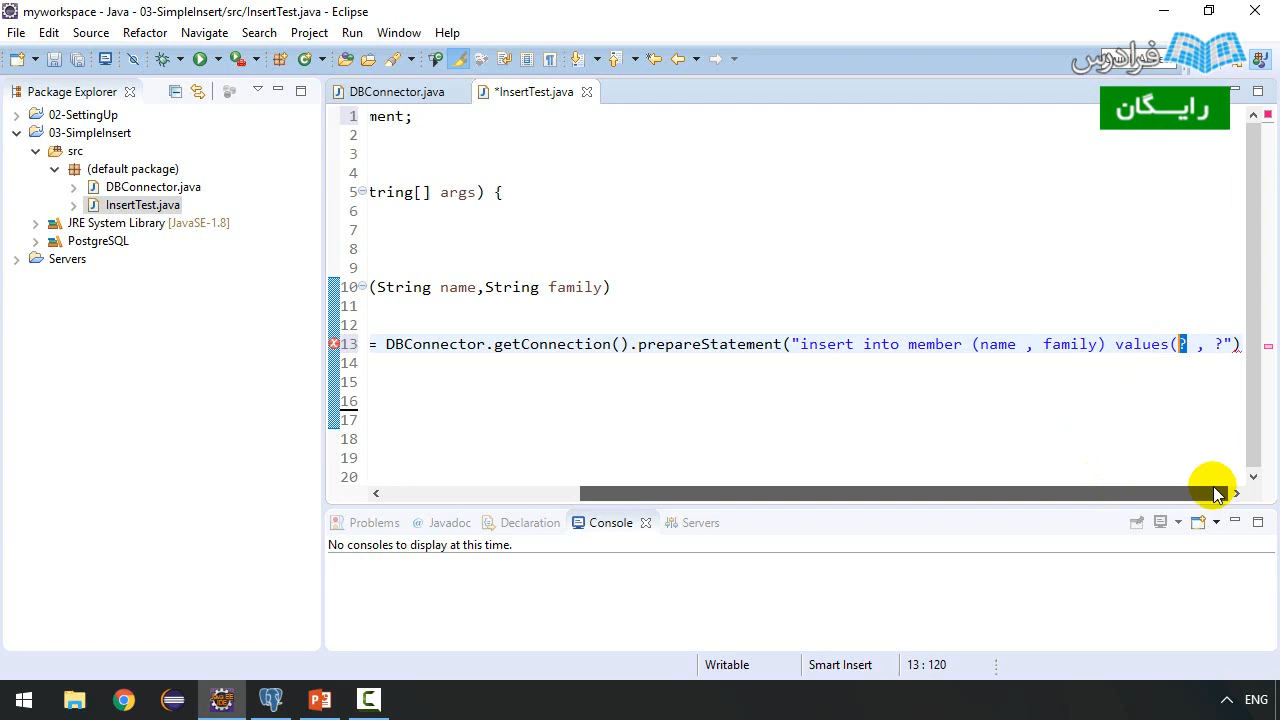 myworkspace - Java - 03-SimpleInsert/src/InsertTest.java - Eclipse
File Edit Source Refactor Navigate Search Project Run Window Help
فرادرس
رایگان
Package Explorer
DBConnector.java
*InsertTest.java
02-SettingUp
03-SimpleInsert
src
(default package)
DBConnector.java
InsertTest.java
JRE System Library [JavaSE-1.8]
PostgreSQL
Servers
1 ment;
2
3
4
5 tring[] args) {
6
7
8
9
10 (String name,String family)
11
12
13 = DBConnector.getConnection().prepareStatement("insert into member (name , family) values(? , ?")
14
15
16
17
18
19
20
Problems @ Javadoc Declaration Console Servers
No consoles to display at this time.
Writable Smart Insert 13 : 120
ENG